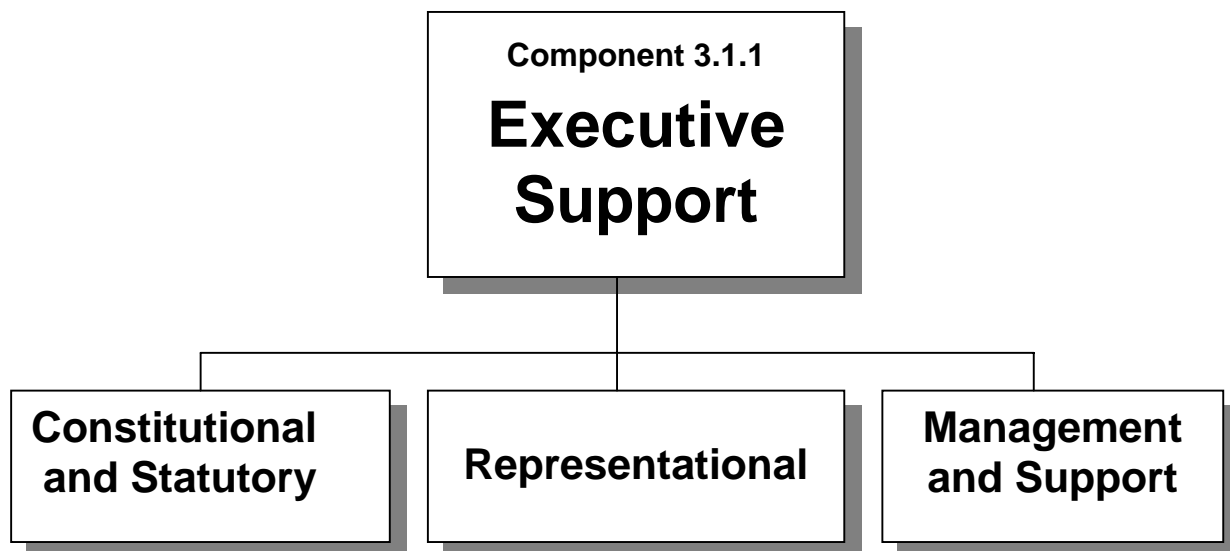 Component 3.1.1
Executive
Support
Constitutional
and Statutory
Representational
Management
and Support